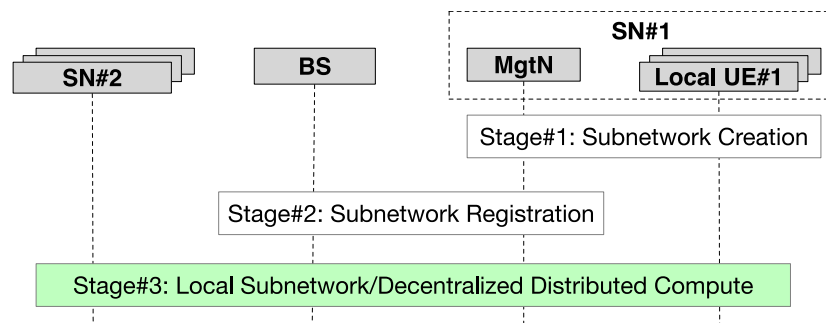 SN#1
SN#2
BS
MgtN
Local UE#1
Stage#1: Subnetwork Creation
Stage#2: Subnetwork Registration
Stage#3: Local Subnetwork/Decentralized Distributed Compute